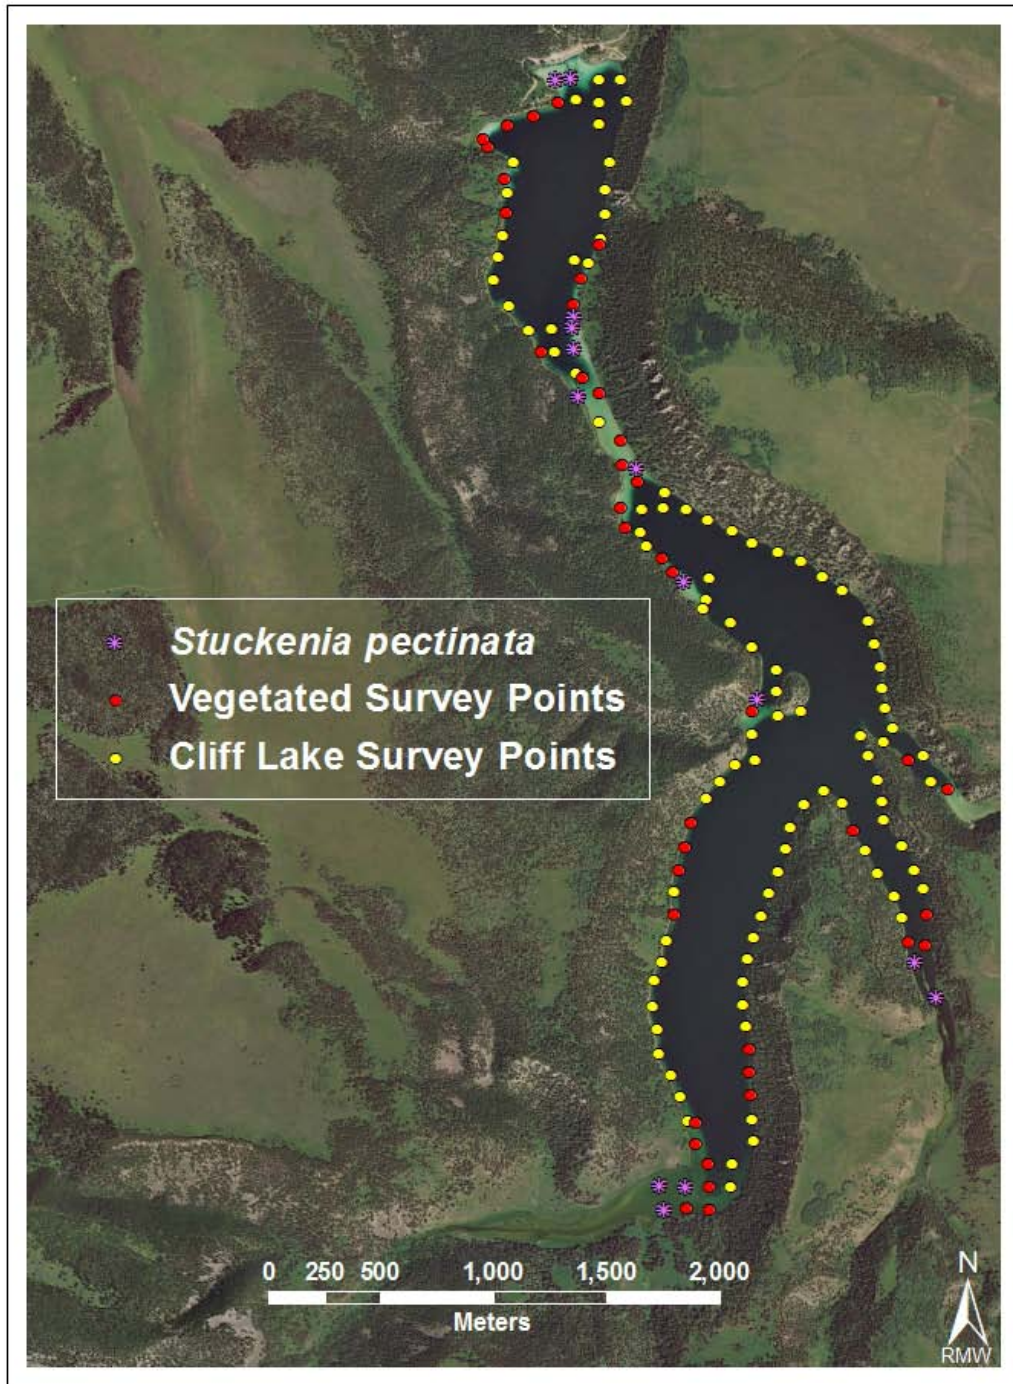 Stuckenia pectinata
Vegetated Survey Points
Cliff Lake Survey Points
0 250 500 1,000 1,500 2,000
Meters
N
RMW